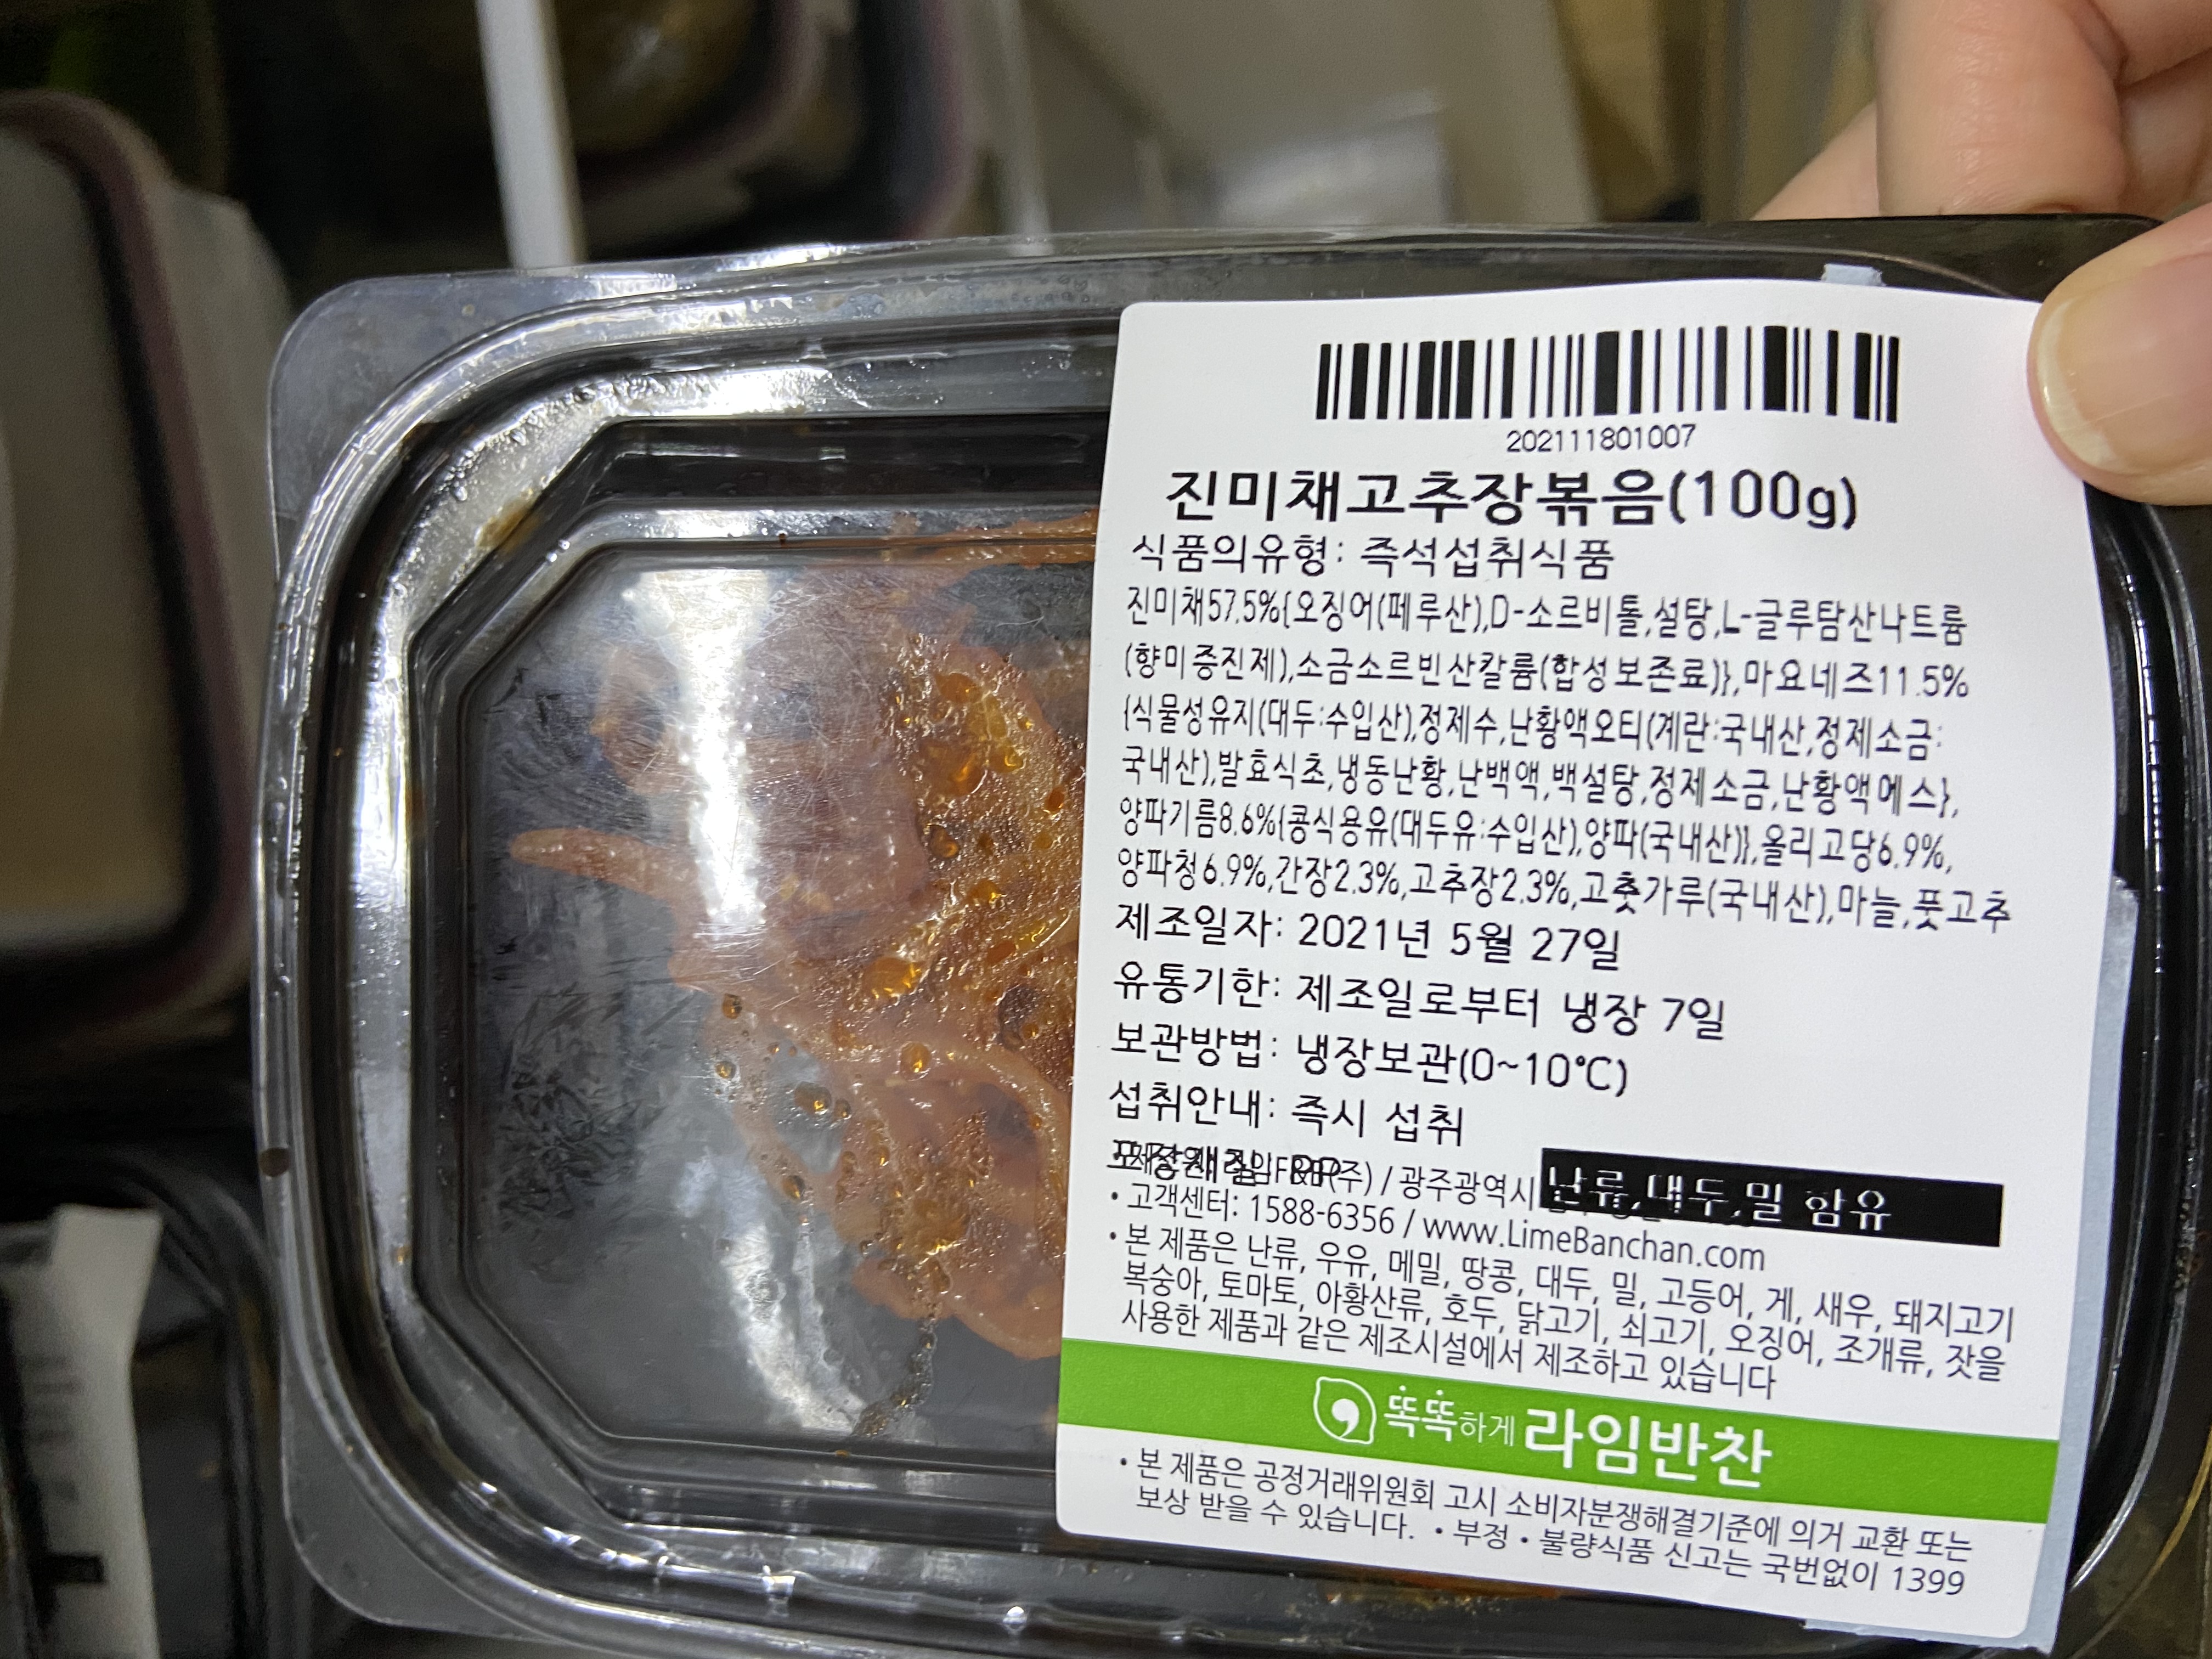 202111801007
진미채고추장볶음(100g)
식품의유형: 즉석섭취식품
진미채57.5%{오징어(페루산),D-소르비톨,설탕,L-글루탐산나트륨
(향미증진제),소금소르빈산칼륨(합성보존료)},마요네즈11.5%
{식물성유지(대두:수입산),정제수,난황액오티(계란:국내산,정제소금:
국내산),발효식초,냉동난황,난백액,백설탕,정제소금,난황액에스},
양파기름8.6%{콩식용유(대두유:수입산),양파(국내산)},올리고당6.9%,
양파청6.9%,간장2.3%,고추장2.3%,고춧가루(국내산),마늘,풋고추
제조일자: 2021년 5월 27일
유통기한: 제조일로부터 냉장 7일
보관방법: 냉장보관(0~10℃)
섭취안내: 즉시 섭취
포장재질: PP
(주) / 광주광역시
난류,대두,밀 함유
• 고객센터: 1588-6356 / www.LimeBanchan.com
• 본 제품은 난류, 우유, 메밀, 땅콩, 대두, 밀, 고등어, 게, 새우, 돼지고기
복숭아, 토마토, 아황산류, 호두, 닭고기, 쇠고기, 오징어, 조개류, 잣을
사용한 제품과 같은 제조시설에서 제조하고 있습니다
똑똑하게 라임반찬
• 본 제품은 공정거래위원회 고시 소비자분쟁해결기준에 의거 교환 또는
보상 받을 수 있습니다. • 부정 • 불량식품 신고는 국번없이 1399